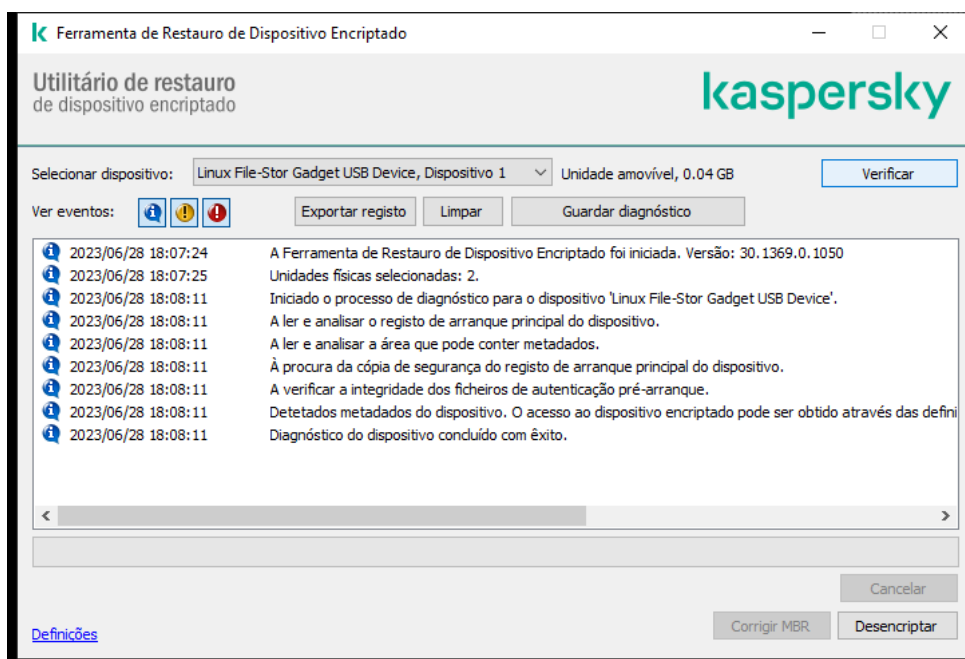 Ferramenta de Restauro de Dispositivo Encriptado
Utilitário de restauro
de dispositivo encriptado
kaspersky
Selecionar dispositivo: Linux File-Stor Gadget USB Device, Dispositivo 1 Unidade amovível, 0.04 GB Verificar
Ver eventos: Exportar registo Limpar Guardar diagnóstico
2023/06/28 18:07:24 A Ferramenta de Restauro de Dispositivo Encriptado foi iniciada. Versão: 30.1369.0.1050
2023/06/28 18:07:25 Unidades físicas selecionadas: 2.
2023/06/28 18:08:11 Iniciado o processo de diagnóstico para o dispositivo 'Linux File-Stor Gadget USB Device'.
2023/06/28 18:08:11 A ler e analisar o registo de arranque principal do dispositivo.
2023/06/28 18:08:11 A ler e analisar a área que pode conter metadados.
2023/06/28 18:08:11 À procura da cópia de segurança do registo de arranque principal do dispositivo.
2023/06/28 18:08:11 A verificar a integridade dos ficheiros de autenticação pré-arranque.
2023/06/28 18:08:11 Detetados metadados do dispositivo. O acesso ao dispositivo encriptado pode ser obtido através das defini
2023/06/28 18:08:11 Diagnóstico do dispositivo concluído com êxito.
Cancelar
Definições Corrigir MBR Desencriptar